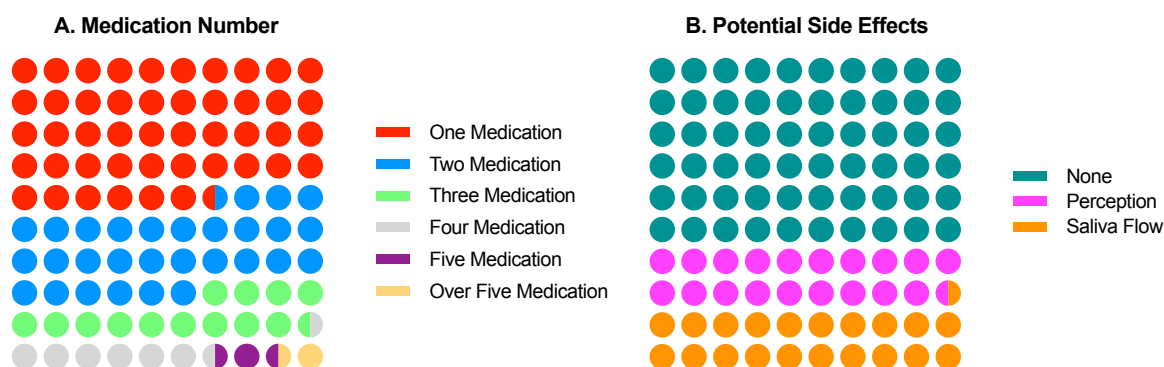 A. Medication Number
One Medication
Two Medication
Three Medication
Four Medication
Five Medication
Over Five Medication
B. Potential Side Effects
None
Perception
Saliva Flow